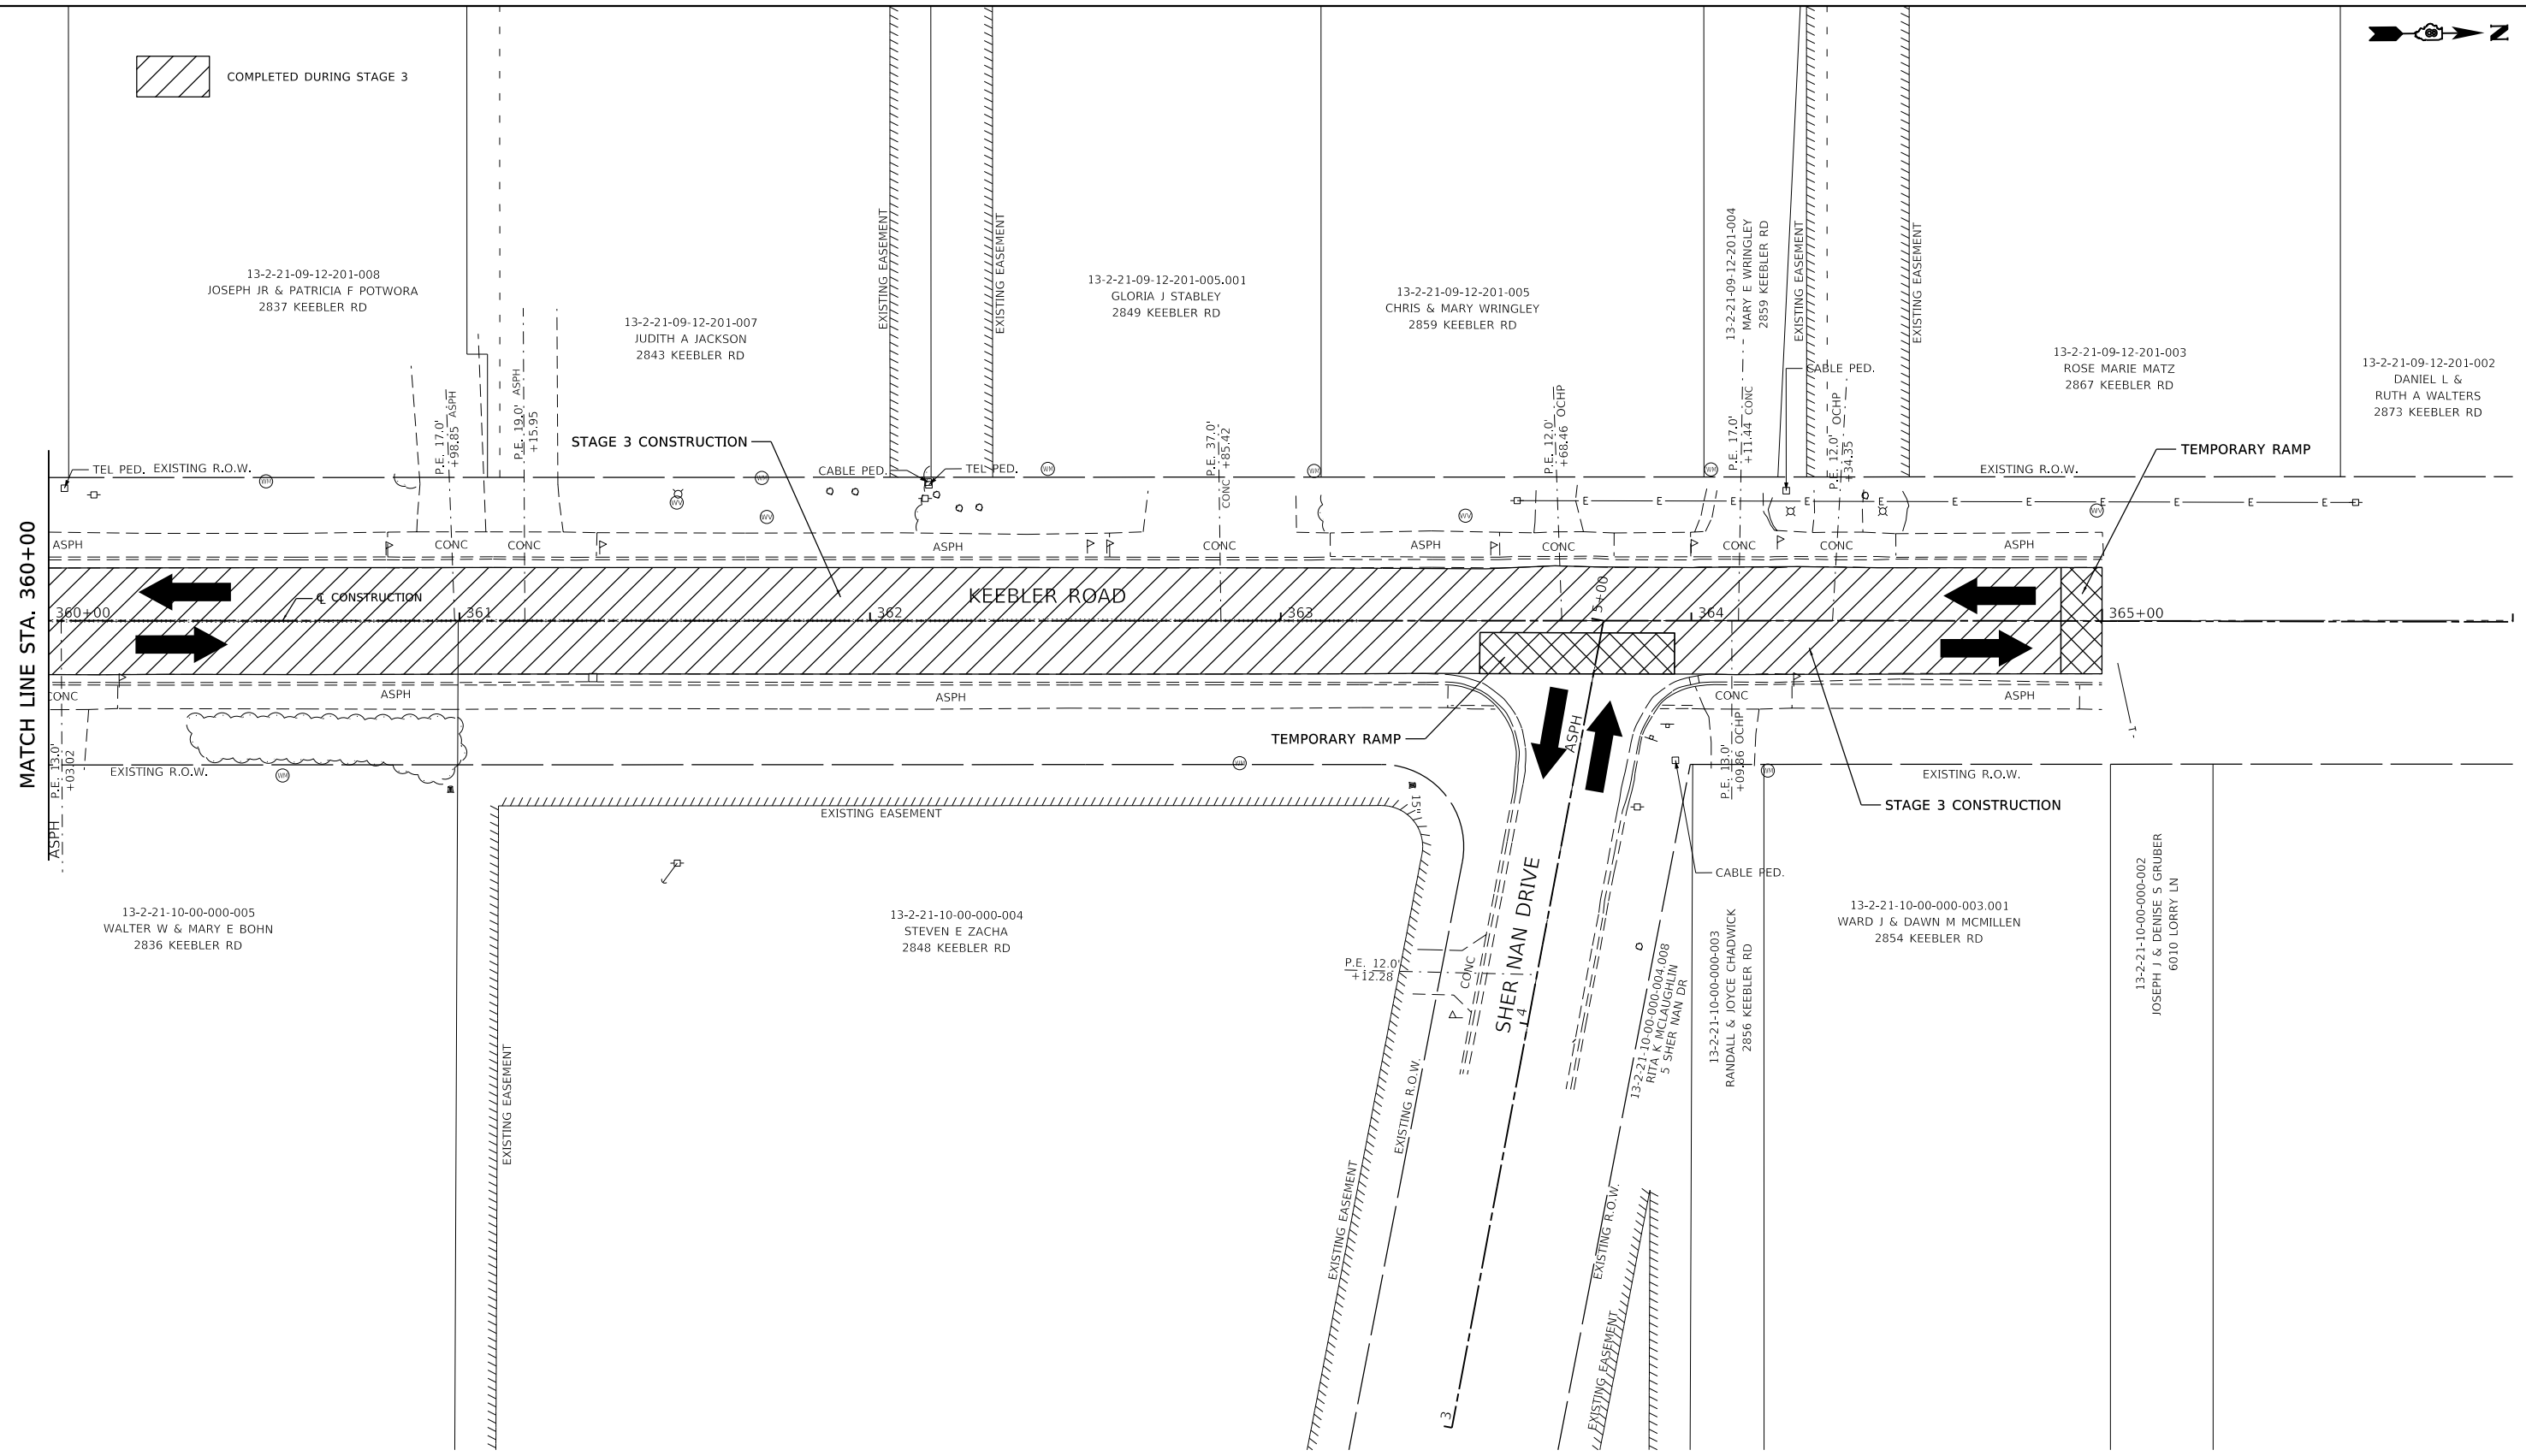 N
COMPLETED DURING STAGE 3
13-2-21-09-12-201-008
JOSEPH JR & PATRICIA F POTWORA
2837 KEEBLER RD
13-2-21-09-12-201-007
JUDITH A JACKSON
2843 KEEBLER RD
EXISTING EASEMENT
EXISTING EASEMENT
13-2-21-09-12-201-005.001
GLORIA J STABLEY
2849 KEEBLER RD
13-2-21-09-12-201-005
CHRIS & MARY WRINGLEY
2859 KEEBLER RD
13-2-21-09-12-201-004
MARY E WRINGLEY
2859 KEEBLER RD
EXISTING EASEMENT
EXISTING EASEMENT
13-2-21-09-12-201-003
ROSE MARIE MATZ
2867 KEEBLER RD
13-2-21-09-12-201-002
DANIEL L &
RUTH A WALTERS
2873 KEEBLER RD
P.E. 17.0' ASPH
+98.85
P.E. 19.0' ASPH
+15.95
STAGE 3 CONSTRUCTION
P.E. 37.0'
CONC +85.42
P.E. 12.0' OCHP
+68.46
P.E. 17.0'
+11.44 CONC
CABLE PED.
P.E. 12.0' OCHP
+34.35
TEMPORARY RAMP
TEL PED.
EXISTING R.O.W.
CABLE PED.
TEL PED.
EXISTING R.O.W.
WM
WM
WM
WM
WM
WV
WV
WV
WV
E E E E E E E E E E
MATCH LINE STA. 360+00
ASPH
CONC
CONC
ASPH
CONC
ASPH
CONC
CONC
CONC
ASPH
KEEBLER ROAD
℄ CONSTRUCTION
360+00
361
362
363
5+00
364
365+00
CONC
ASPH
ASPH
CONC
ASPH
P.E. 13.0'
+03.02
ASPH
EXISTING R.O.W.
WM
WM
WM
TEMPORARY RAMP
ASPH
P.E. 13.0'
+09.86 OCHP
EXISTING R.O.W.
T
STAGE 3 CONSTRUCTION
EXISTING EASEMENT
15"
CABLE PED.
13-2-21-10-00-000-005
WALTER W & MARY E BOHN
2836 KEEBLER RD
13-2-21-10-00-000-004
STEVEN E ZACHA
2848 KEEBLER RD
P.E. 12.0'
+12.28
CONC
SHER NAN DRIVE
4
3
13-2-21-10-00-000-004.008
RITA K MCLAUGHLIN
5 SHER NAN DR
13-2-21-10-00-000-003
RANDALL & JOYCE CHADWICK
2856 KEEBLER RD
13-2-21-10-00-000-003.001
WARD J & DAWN M MCMILLEN
2854 KEEBLER RD
13-2-21-10-00-000-002
JOSEPH J & DENISE S GRUBER
6010 LORRY LN
EXISTING EASEMENT
EXISTING R.O.W.
EXISTING EASEMENT
EXISTING R.O.W.
EXISTING EASEMENT